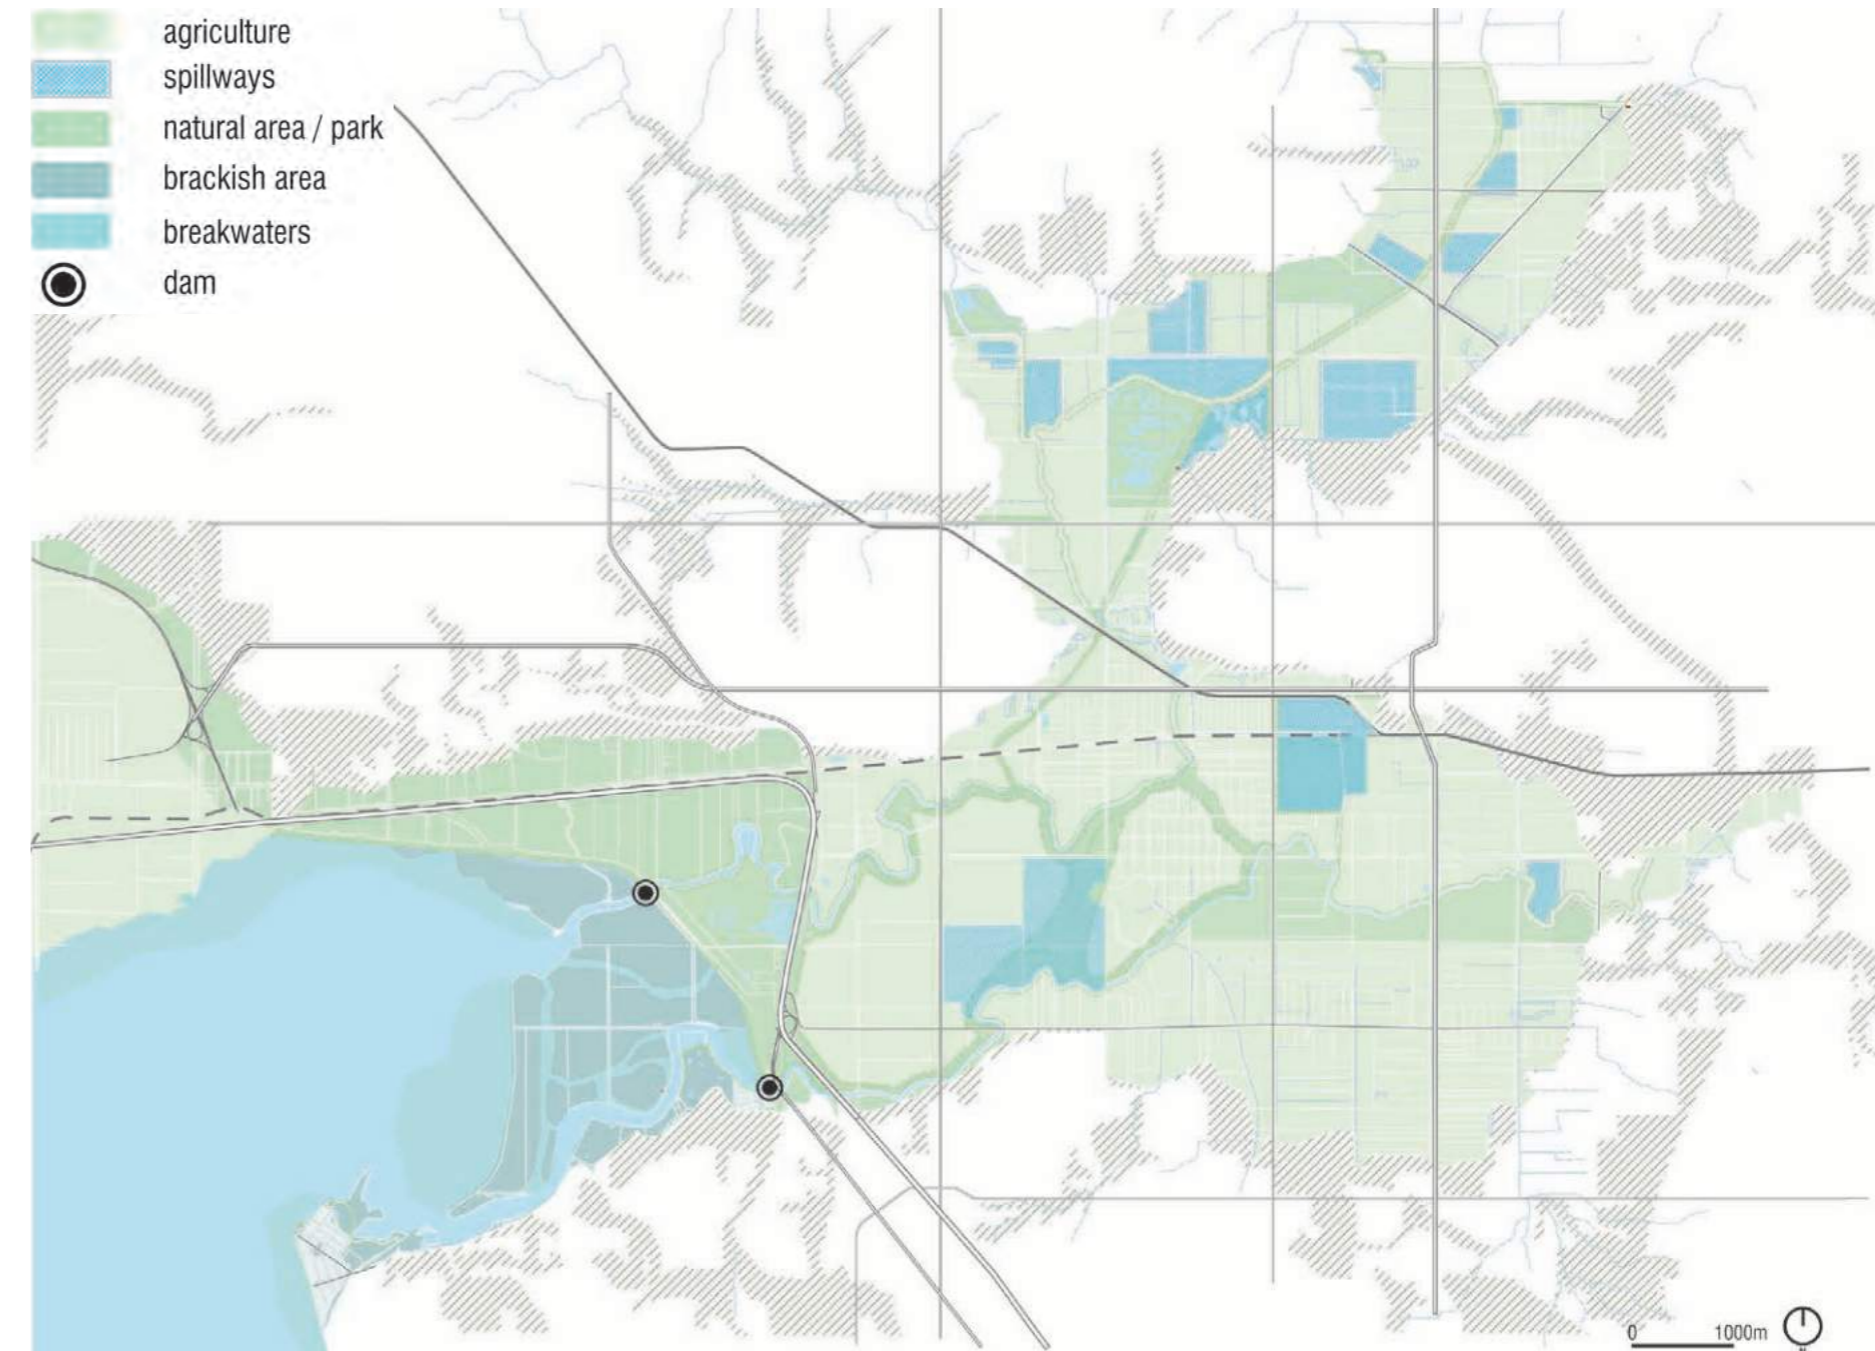 agriculture
spillways
natural area / park
brackish area
breakwaters
dam
0 1000m
N